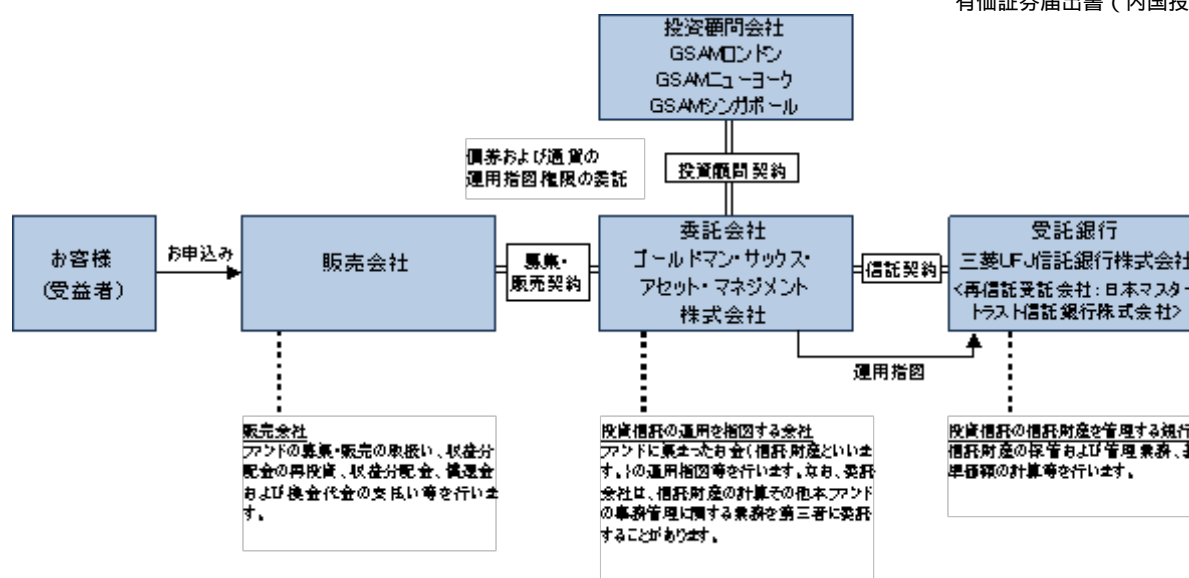 有価証券届出書（内国投
投資顧問会社
GSAMロンドン
GSAMニューヨーク
GSAMシンガポール
債券および通貨の
運用指図権限の委託
投資顧問契約
お客様
(受益者)
お申込み
販売会社
募集・
販売契約
委託会社
ゴールドマン・サックス・
アセット・マネジメント
株式会社
信託契約
受託銀行
三菱UFJ信託銀行株式会社
<再信託受託会社:日本マスター
トラスト信託銀行株式会社>
運用指図
販売会社
ファンドの募集・販売の取扱い、収益分
配金の再投資、収益分配金、償還金
および換金代金の支払い等を行いま
す。
投資信託の運用を指図する会社
ファンドに集まったお金(信託財産といいま
す。)の運用指図等を行います。なお、委託
会社は、信託財産の計算その他本ファンド
の事務管理に関する業務を第三者に委託
することがあります。
投資信託の信託財産を管理する銀行
信託財産の保管および管理業務、基
準価額の計算等を行います。